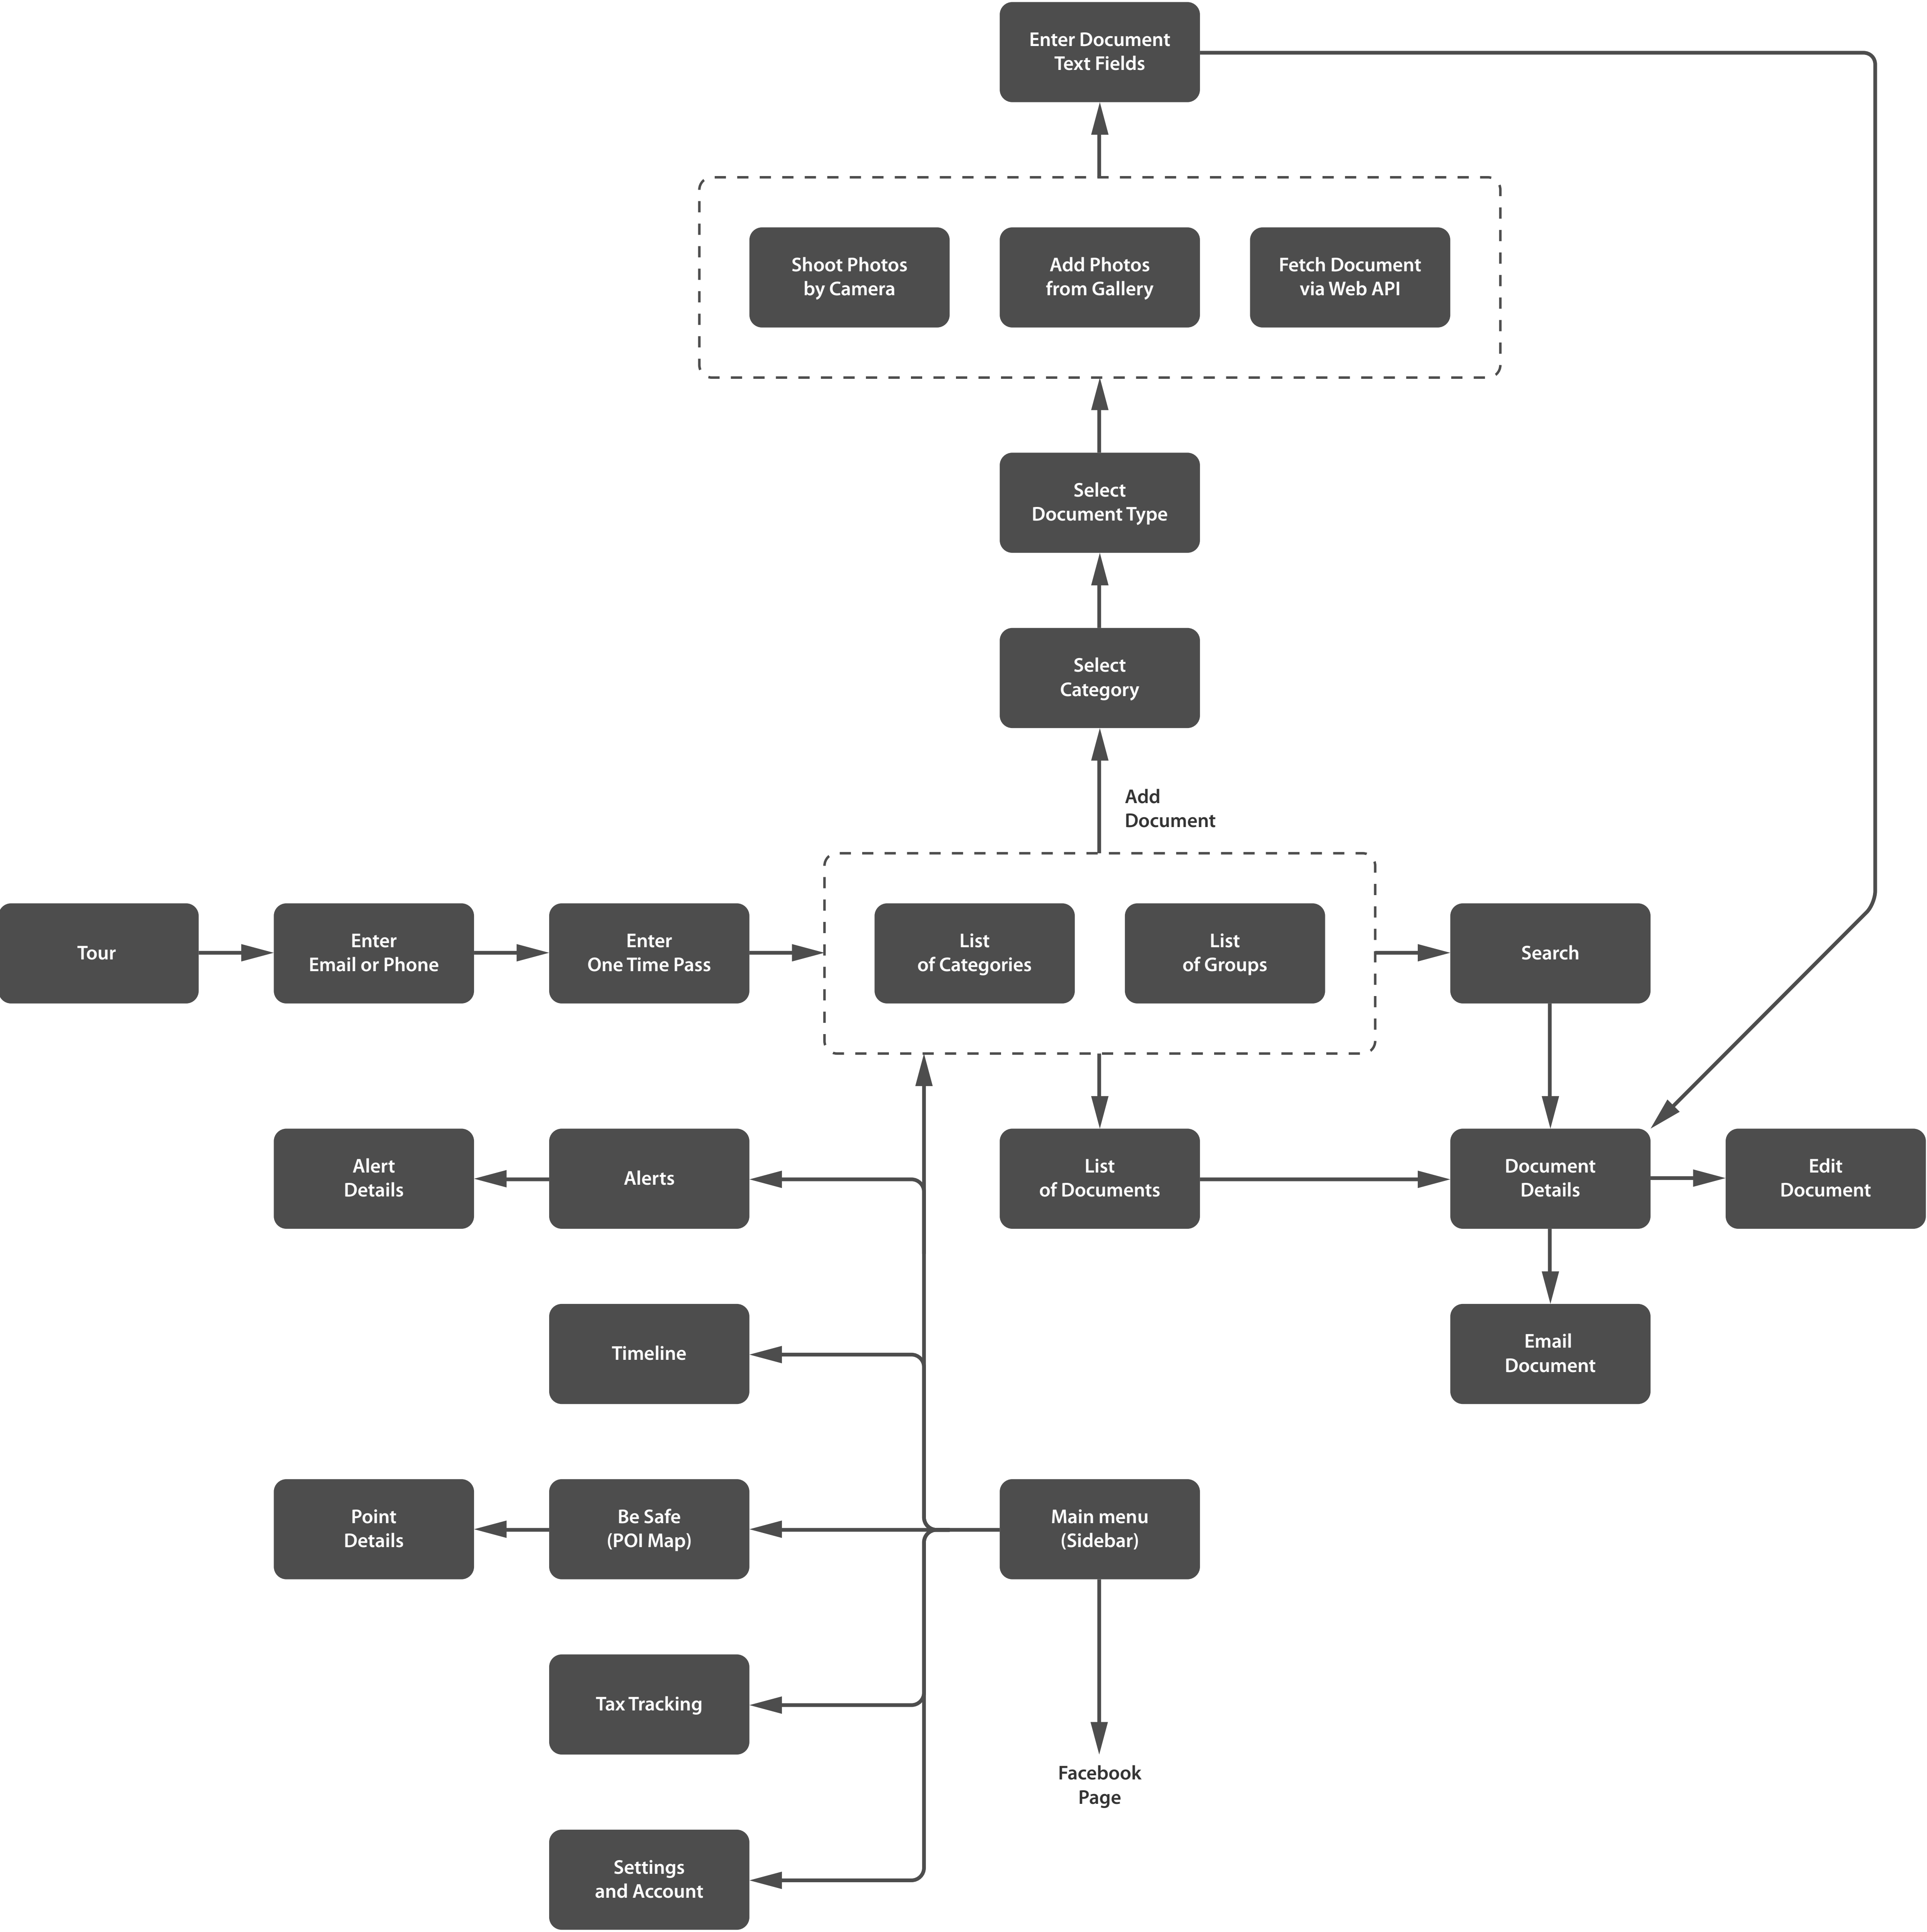 Enter Document
Text Fields
Shoot Photos
by Camera
Add Photos
from Gallery
Fetch Document
via Web API
Select
Document Type
Select
Category
Add
Document
Tour
Enter
Email or Phone
Enter
One Time Pass
List
of Categories
List
of Groups
Search
Alert
Details
Alerts
List
of Documents
Document
Details
Edit
Document
Timeline
Email
Document
Point
Details
Be Safe
(POI Map)
Main menu
(Sidebar)
Tax Tracking
Facebook
Page
Settings
and Account